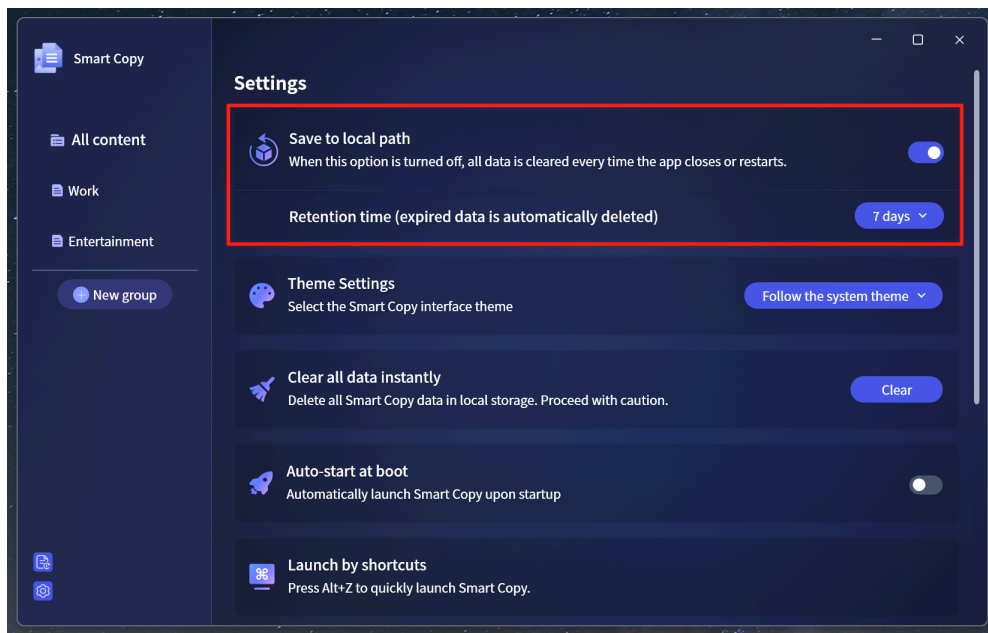 Smart Copy
All content
Work
Entertainment
New group
Settings
Save to local path
When this option is turned off, all data is cleared every time the app closes or restarts.
Retention time (expired data is automatically deleted)
7 days
Theme Settings
Select the Smart Copy interface theme
Follow the system theme
Clear all data instantly
Delete all Smart Copy data in local storage. Proceed with caution.
Clear
Auto-start at boot
Automatically launch Smart Copy upon startup
Launch by shortcuts
Press Alt+Z to quickly launch Smart Copy.